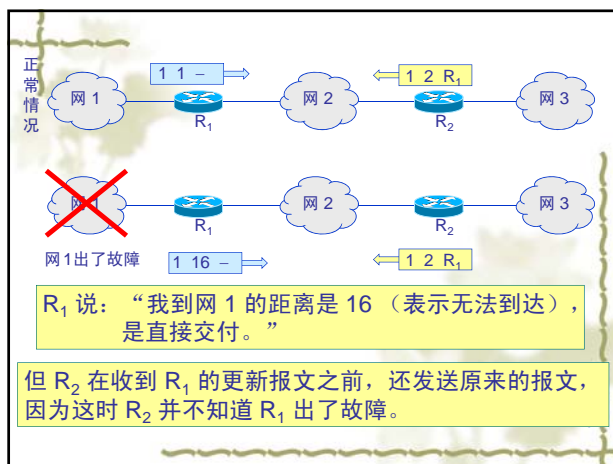 正常情况
1 1 –
1 2 R₁
网 1
网 2
网 3
R₁
R₂
网 1
网 2
网 3
R₁
R₂
网 1出了故障
1 16 –
1 2 R₁
R₁ 说：“我到网 1 的距离是 16 （表示无法到达），
是直接交付。”
但 R₂ 在收到 R₁ 的更新报文之前，还发送原来的报文，
因为这时 R₂ 并不知道 R₁ 出了故障。